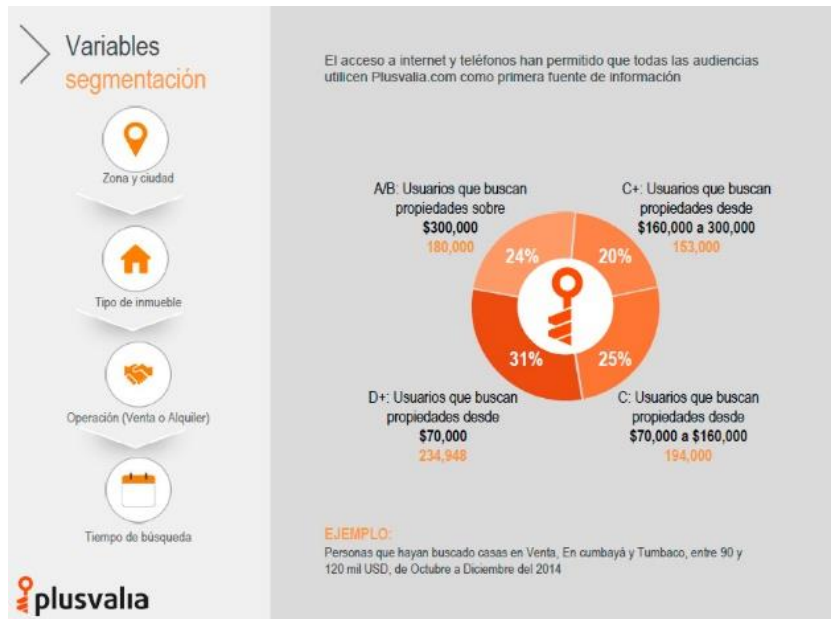 Variables
segmentación
Zona y ciudad
Tipo de inmueble
Operación (Venta o Alquiler)
Tiempo de búsqueda
plusvalıa
El acceso a internet y teléfonos han permitido que todas las audiencias
utilicen Plusvalia.com como primera fuente de información
A/B: Usuarios que buscan
propiedades sobre
$300,000
180,000
C+: Usuarios que buscan
propiedades desde
$160,000 a 300,000
153,000
24%
20%
31%
25%
D+: Usuarios que buscan
propiedades desde
$70,000
234,948
C: Usuarios que buscan
propiedades desde
$70,000 a $160,000
194,000
EJEMPLO:
Personas que hayan buscado casas en Venta, En cumbayá y Tumbaco, entre 90 y
120 mil USD, de Octubre a Diciembre del 2014